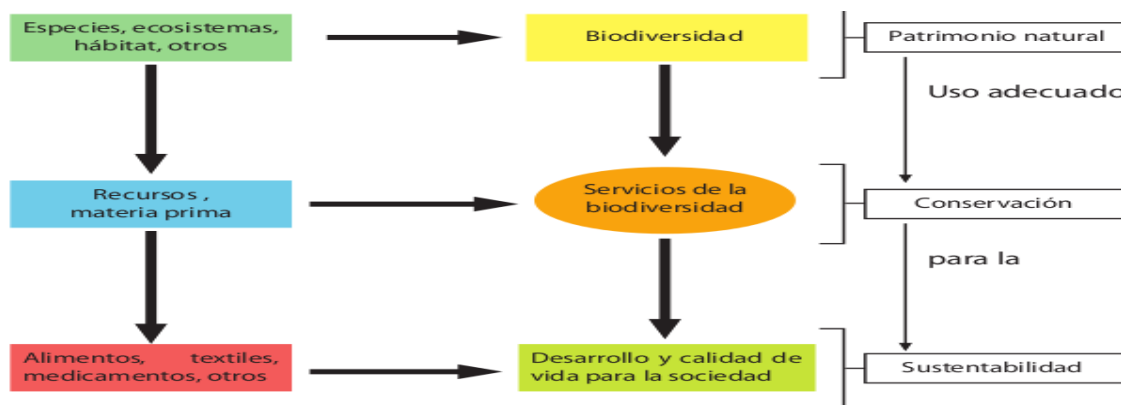 Especies, ecosistemas,
hábitat, otros
Biodiversidad
Patrimonio natural
Uso adecuado
Recursos ,
materia prima
Servicios de la
biodiversidad
Conservación
para la
Alimentos, textiles,
medicamentos, otros
Desarrollo y calidad de
vida para la sociedad
Sustentabilidad